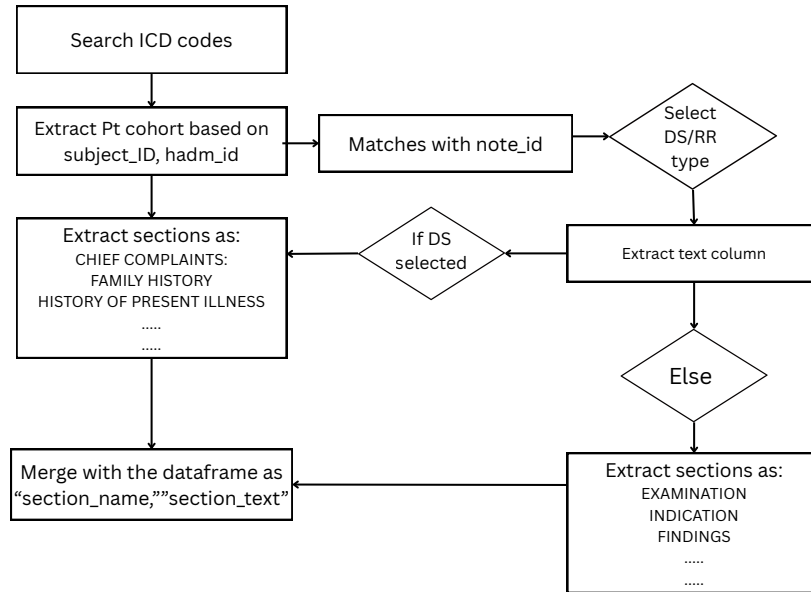 Search ICD codes
Extract Pt cohort based on
subject_ID, hadm_id
Matches with note_id
Select
DS/RR
type
Extract text column
If DS
selected
Extract sections as:
CHIEF COMPLAINTS:
FAMILY HISTORY
HISTORY OF PRESENT ILLNESS
.....
.....
Else
Extract sections as:
EXAMINATION
INDICATION
FINDINGS
.....
.....
Merge with the dataframe as
“section_name,””section_text”